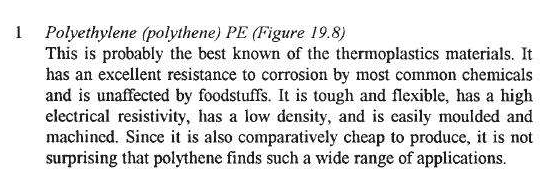 1 Polyethylene (polythene) PE (Figure 19.8)
This is probably the best known of the thermoplastics materials. It
has an excellent resistance to corrosion by most common chemicals
and is unaffected by foodstuffs. It is tough and flexible, has a high
electrical resistivity, has a low density, and is easily moulded and
machined. Since it is also comparatively cheap to produce, it is not
surprising that polythene finds such a wide range of applications.